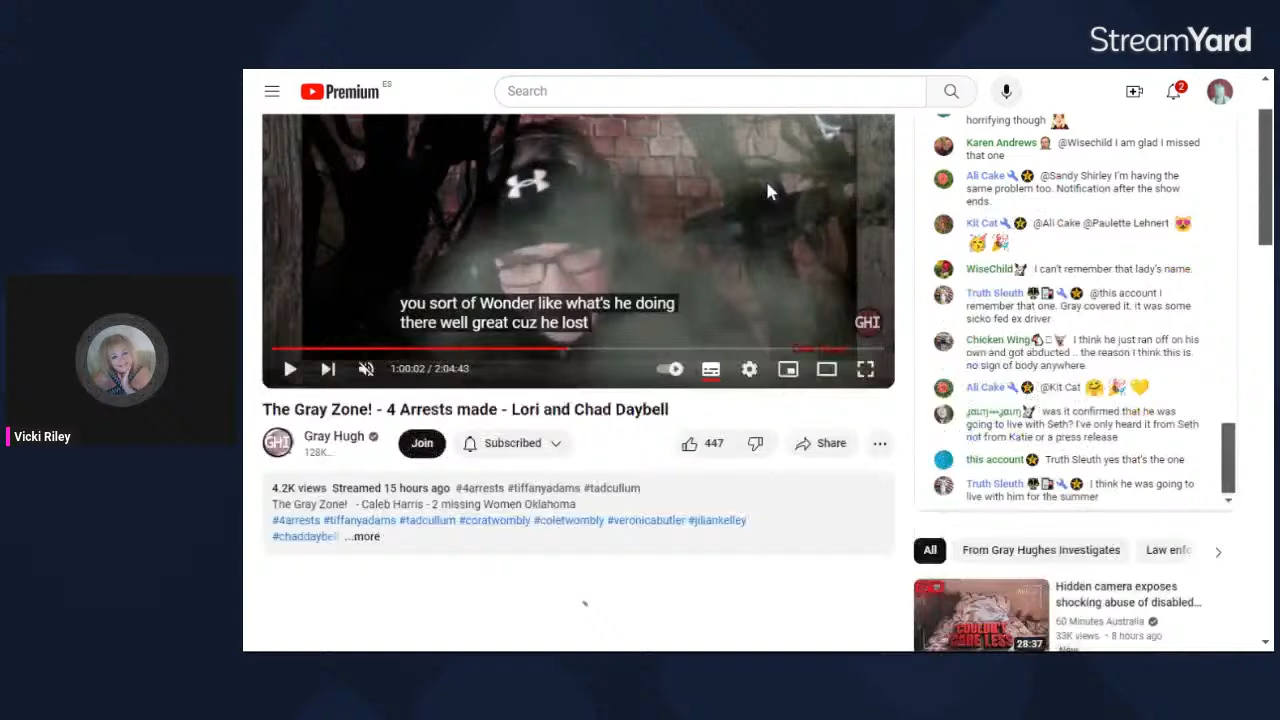 StreamYard
Premium ES
Search
2
you sort of Wonder like what's he doing
there well great cuz he lost
GHI
1:00:02 / 2:04:43
The Gray Zone! - 4 Arrests made - Lori and Chad Daybell
GHI
Gray Hugh
128K...
Join
Subscribed
447
Share
4.2K views Streamed 15 hours ago #4arrests #tiffanyadams #tadcullum
The Gray Zone! - Caleb Harris - 2 missing Women Oklahoma
#4arrests #tiffanyadams #tadcullum #coratwombly #coletwombly #veronicabutler #jiliankelley
#chaddaybell ...more
Vicki Riley
horrifying though
Karen Andrews @Wisechild I am glad I missed
that one
Ali Cake @Sandy Shirley I'm having the
same problem too. Notification after the show
ends.
Kit Cat @Ali Cake @Paulette Lehnert
WiseChild I can't remember that lady's name.
Truth Sleuth @this account I
remember that one. Gray covered it. it was some
sicko fed ex driver
Chicken Wing I think he just ran off on his
own and got abducted .. the reason I think this is
no sign of body anywhere.
Ali Cake @Kit Cat
was it confirmed that he was
going to live with Seth? I've only heard it from Seth
not from Katie or a press release
this account Truth Sleuth yes that's the one
Truth Sleuth I think he was going to
live with him for the summer
All
From Gray Hughes Investigates
Law enfo
Hidden camera exposes
shocking abuse of disabled...
60 Minutes Australia
33K views • 8 hours ago
New
COULDN'T
CARE LESS
28:37